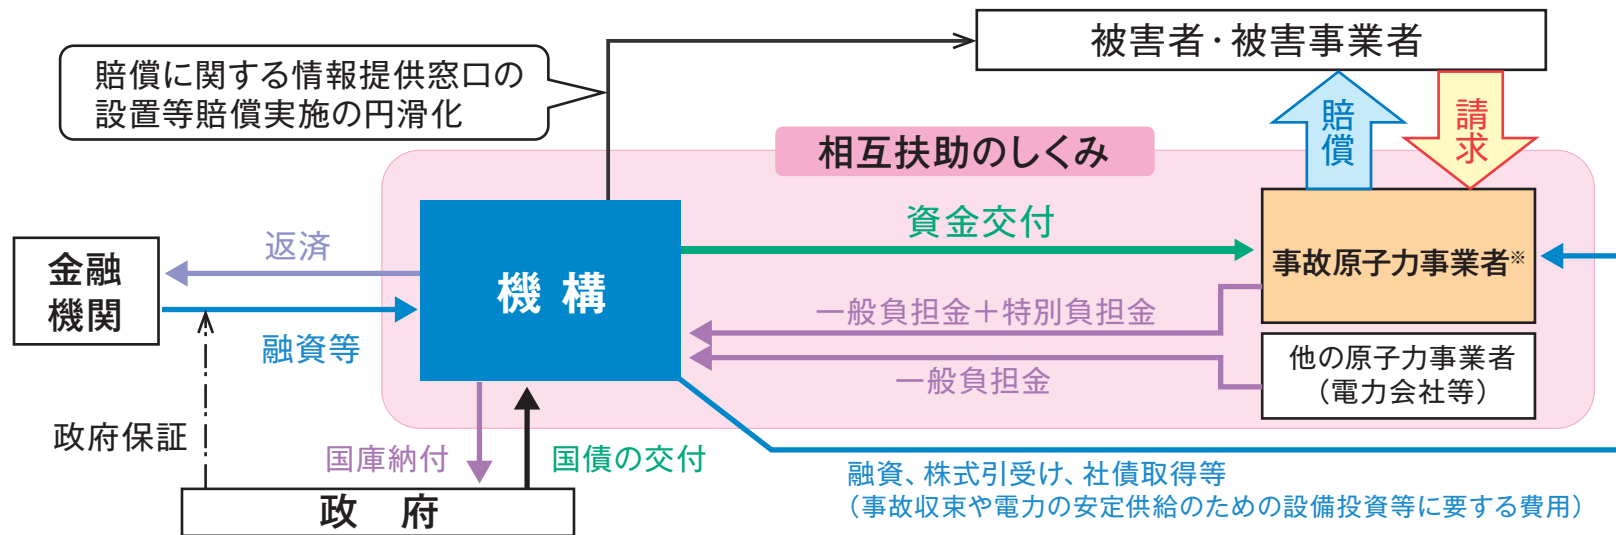 被害者・被害事業者
賠償に関する情報提供窓口の
設置等賠償実施の円滑化
賠償
請求
相互扶助のしくみ
資金交付
返済
金融
機関
機構
事故原子力事業者※
一般負担金＋特別負担金
融資等
他の原子力事業者
（電力会社等）
一般負担金
政府保証
国庫納付
国債の交付
融資、株式引受け、社債取得等
（事故収束や電力の安定供給のための設備投資等に要する費用）
政　府